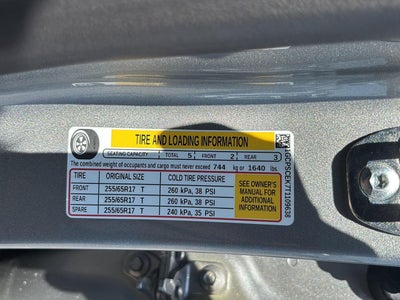 TIRE AND LOADING INFORMATION
SEATING CAPACITY TOTAL 5 FRONT 2 REAR 3
The combined weight of occupants and cargo must never exceed 744 kg or 1640 lbs.
TIRE ORIGINAL SIZE COLD TIRE PRESSURE
FRONT 255/65R17 T 260 kPa, 38 PSI
REAR 255/65R17 T 260 kPa, 38 PSI
SPARE 255/65R17 T 240 kPa, 35 PSI
SEE OWNER'S
MANUAL FOR
ADDITIONAL
INFORMATION